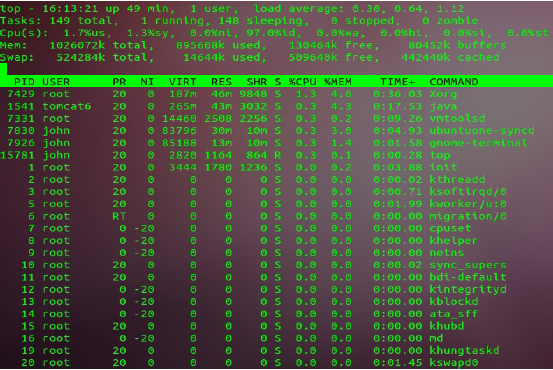 top - 16:13:21 up 49 min, 1 user, load average: 0.30, 0.64, 1.12
Tasks: 149 total, 1 running, 148 sleeping, 0 stopped, 0 zombie
Cpu(s): 1.7%us, 1.3%sy, 0.0%ni, 97.0%id, 0.0%wa, 0.0%hi, 0.0%si, 0.0%st
Mem: 1026072k total, 895608k used, 130464k free, 80452k buffers
Swap: 524284k total, 14644k used, 509640k free, 442440k cached
PID USER PR NI VIRT RES SHR S %CPU %MEM TIME+ COMMAND
7429 root 20 0 187m 46m 9848 S 1.3 4.6 0:36.03 Xorg
1541 tomcat6 20 0 265m 43m 3032 S 0.3 4.3 0:17.53 java
7331 root 20 0 14460 2508 2256 S 0.3 0.2 0:09.26 vmtoolsd
7830 john 20 0 83796 30m 10m S 0.3 3.0 0:04.93 ubuntuone-syncd
7926 john 20 0 85188 13m 10m S 0.3 1.4 0:01.58 gnome-terminal
15781 john 20 0 2820 1164 864 R 0.3 0.1 0:00.28 top
1 root 20 0 3444 1780 1236 S 0.0 0.2 0:03.88 init
2 root 20 0 0 0 0 S 0.0 0.0 0:00.02 kthreadd
3 root 20 0 0 0 0 S 0.0 0.0 0:00.71 ksoftirqd/0
5 root 20 0 0 0 0 S 0.0 0.0 0:01.99 kworker/u:0
6 root RT 0 0 0 0 S 0.0 0.0 0:00.00 migration/0
7 root 0 -20 0 0 0 S 0.0 0.0 0:00.00 cpuset
8 root 0 -20 0 0 0 S 0.0 0.0 0:00.00 khelper
9 root 0 -20 0 0 0 S 0.0 0.0 0:00.00 netns
10 root 20 0 0 0 0 S 0.0 0.0 0:00.02 sync_supers
11 root 20 0 0 0 0 S 0.0 0.0 0:00.00 bdi-default
12 root 0 -20 0 0 0 S 0.0 0.0 0:00.00 kintegrityd
13 root 0 -20 0 0 0 S 0.0 0.0 0:00.00 kblockd
14 root 0 -20 0 0 0 S 0.0 0.0 0:00.00 ata_sff
15 root 20 0 0 0 0 S 0.0 0.0 0:00.00 khubd
16 root 0 -20 0 0 0 S 0.0 0.0 0:00.00 md
19 root 20 0 0 0 0 S 0.0 0.0 0:00.00 khungtaskd
20 root 20 0 0 0 0 S 0.0 0.0 0:01.45 kswapd0